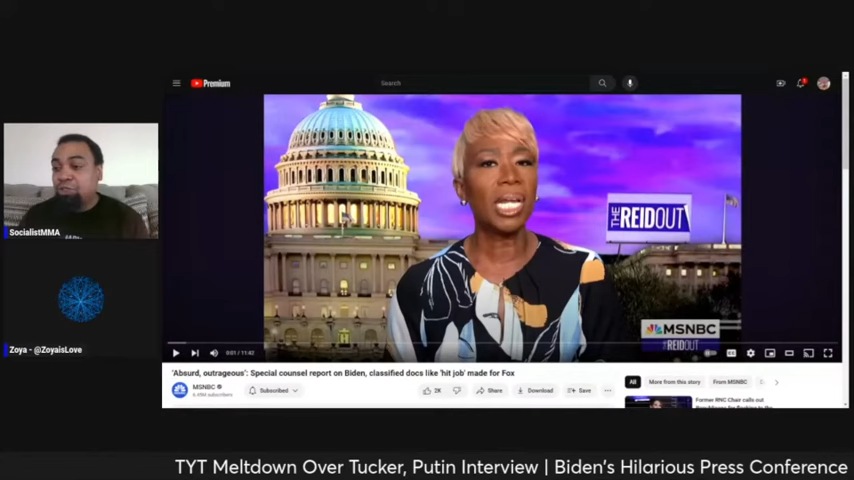 Premium
Search
THE
REIDOUT
MSNBC
#REIDOUT
SocialistMMA
Zoya - @ZoyaisLove
0:01 / 11:42
'Absurd, outrageous': Special counsel report on Biden, classified docs like 'hit job' made for Fox
MSNBC
Subscribed
2K
Share
Download
Save
All
More from this story
From MSNBC
Former RNC Chair calls out
TYT Meltdown Over Tucker, Putin Interview | Biden's Hilarious Press Conference